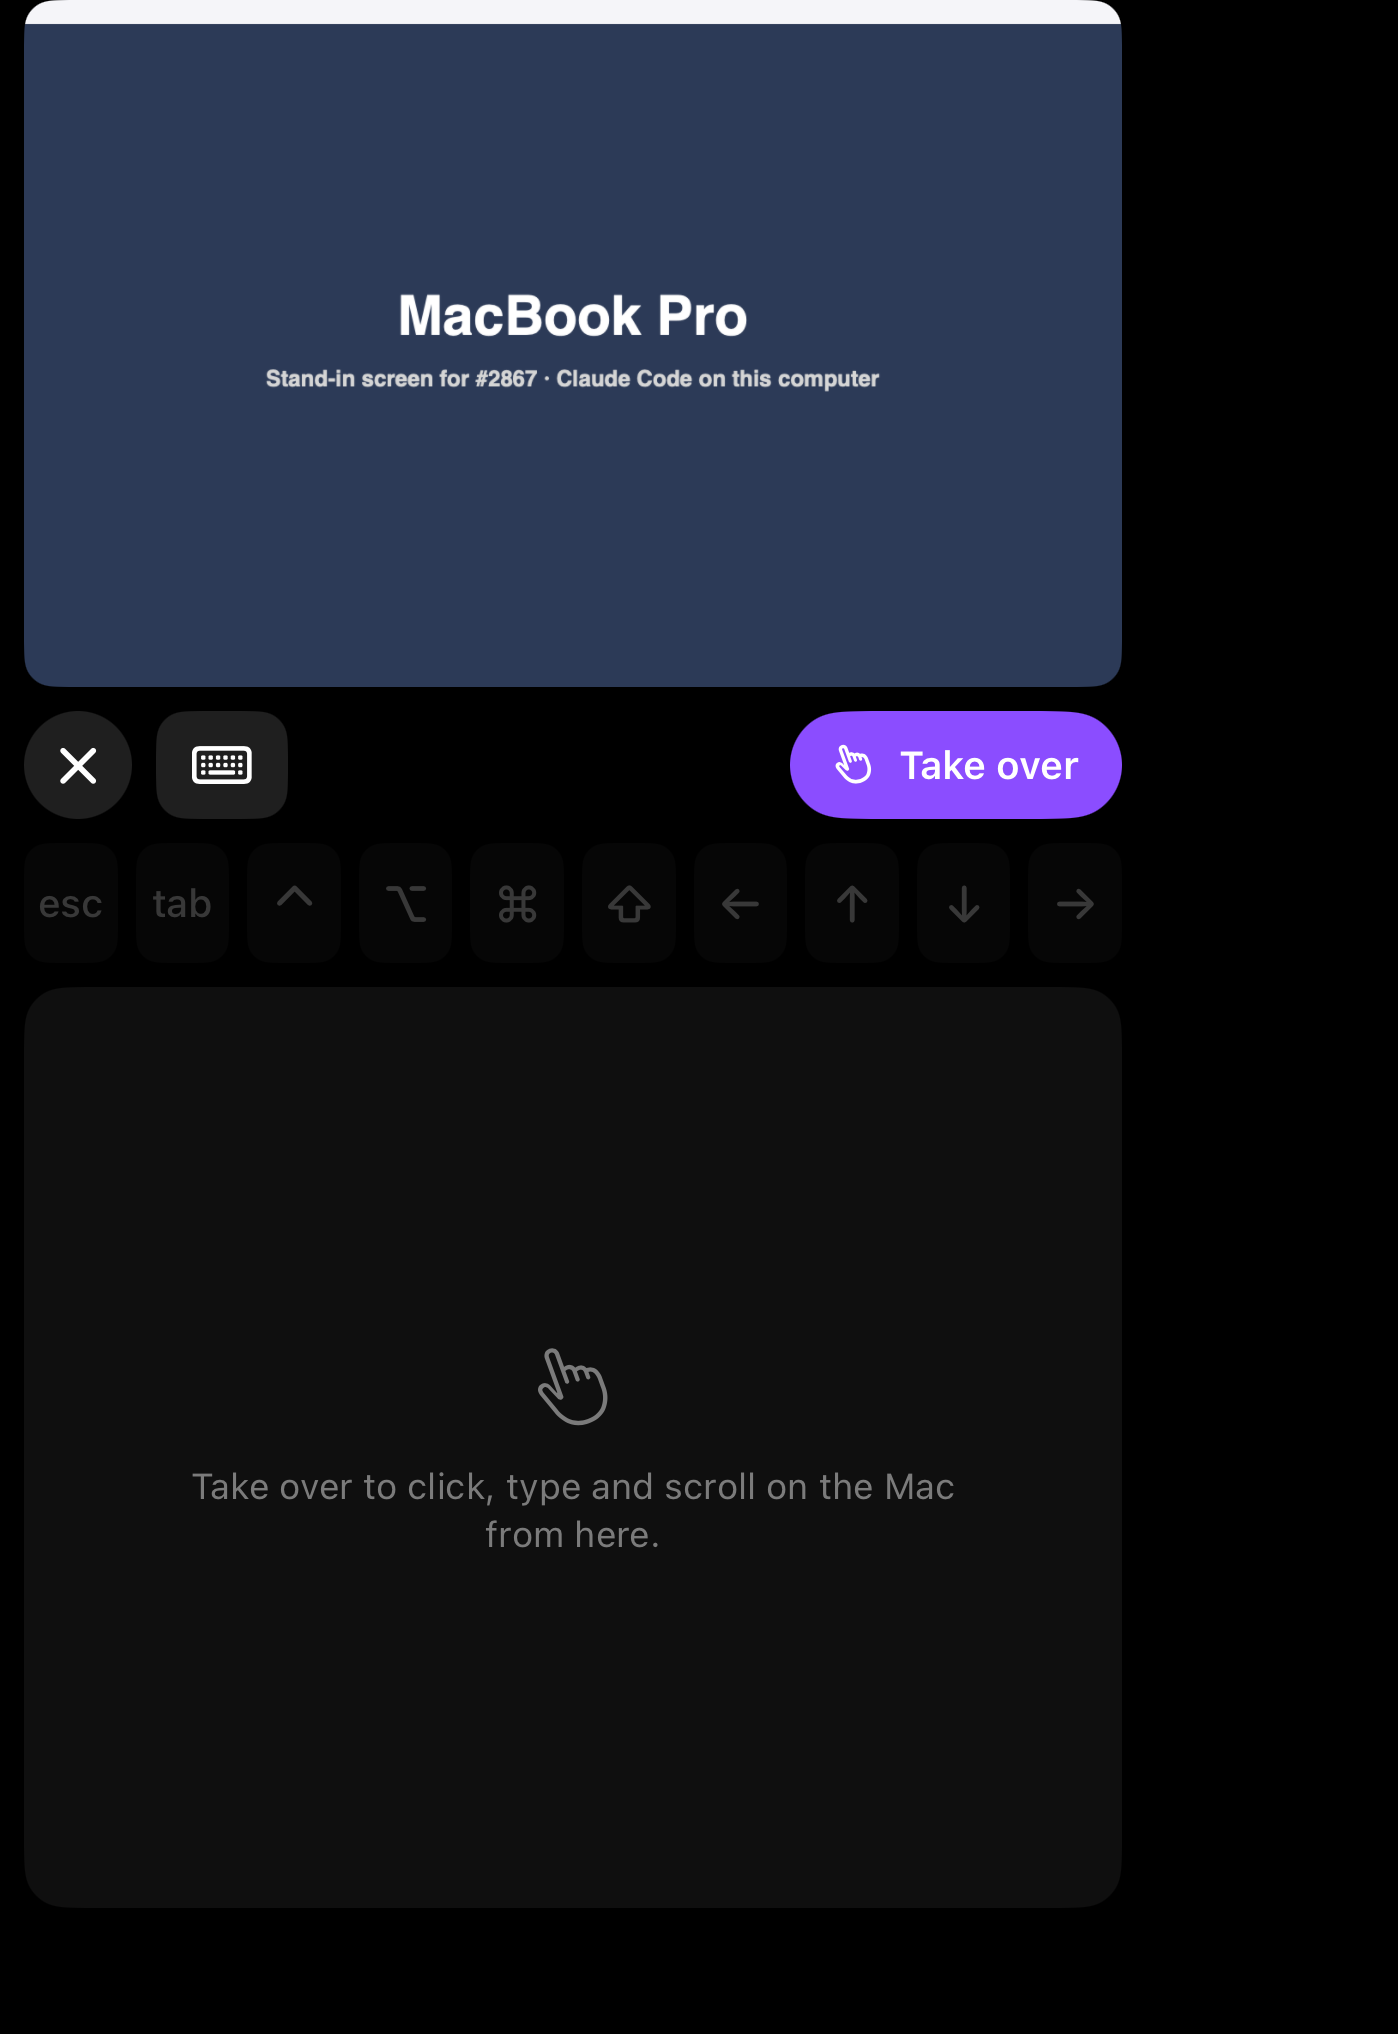 MacBook Pro
Stand-in screen for #2867 · Claude Code on this computer
Take over
esc tab
Take over to click, type and scroll on the Mac
from here.